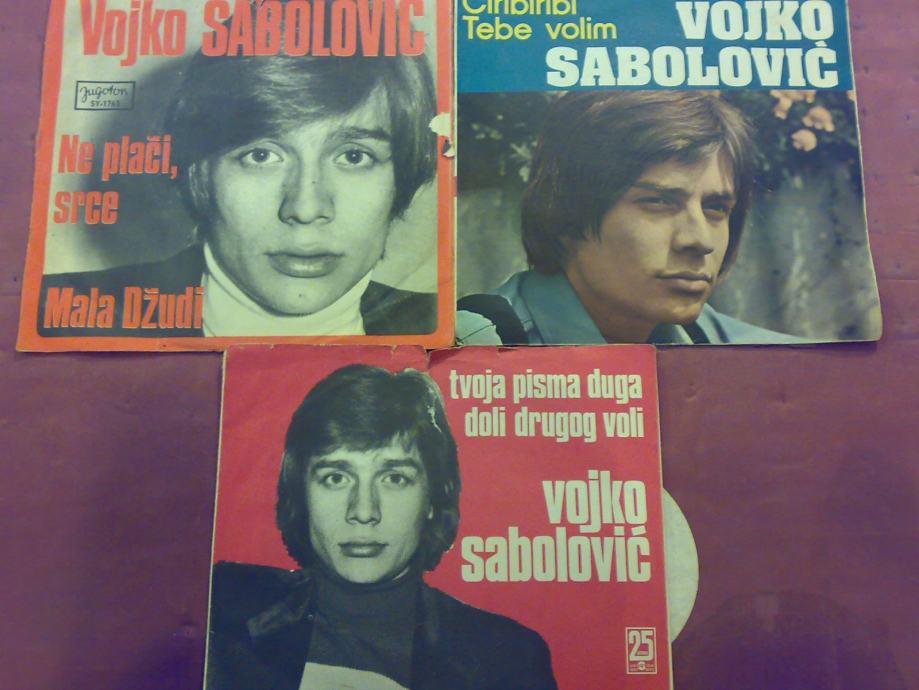 Vojko SABOLOVIĆ
Jugoton
SY-1763
Ne plači,
srce
Mala Džudi
Ciribiribi
Tebe volim
VOJKO
SABOLOVIĆ
tvoja pisma duga
doli drugog voli
vojko
sabolović
25